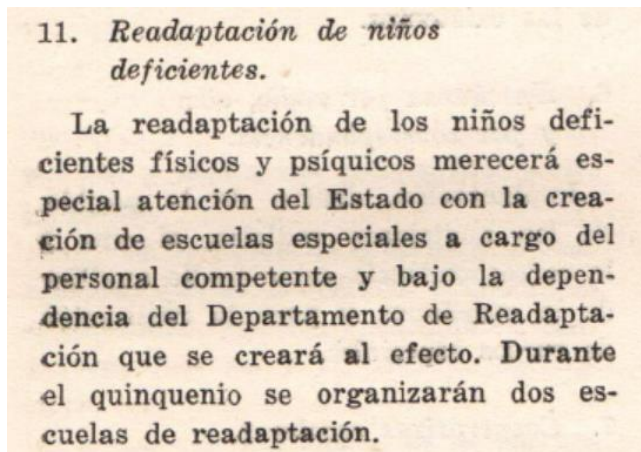 11. Readaptación de niños
deficientes.
La readaptación de los niños defi-
cientes físicos y psíquicos merecerá es-
pecial atención del Estado con la crea-
ción de escuelas especiales a cargo del
personal competente y bajo la depen-
dencia del Departamento de Readapta-
ción que se creará al efecto. Durante
el quinquenio se organizarán dos es-
cuelas de readaptación.